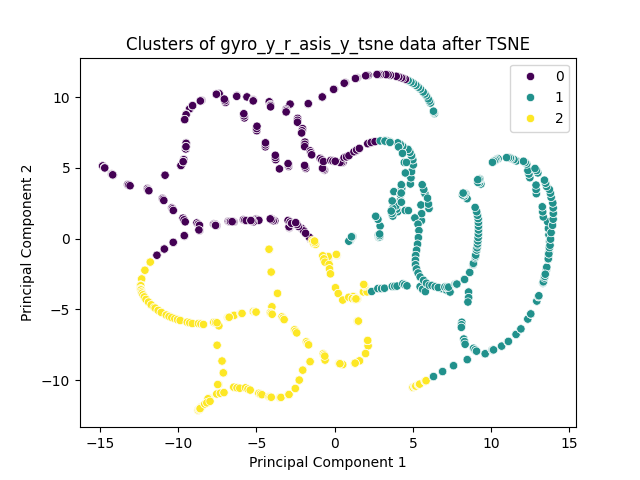 Clusters of gyro_y_r_asis_y_tsne data after TSNE
0
1
2
10
5
0
−5
−10
Principal Component 2
−15 −10 −5 0 5 10 15
Principal Component 1